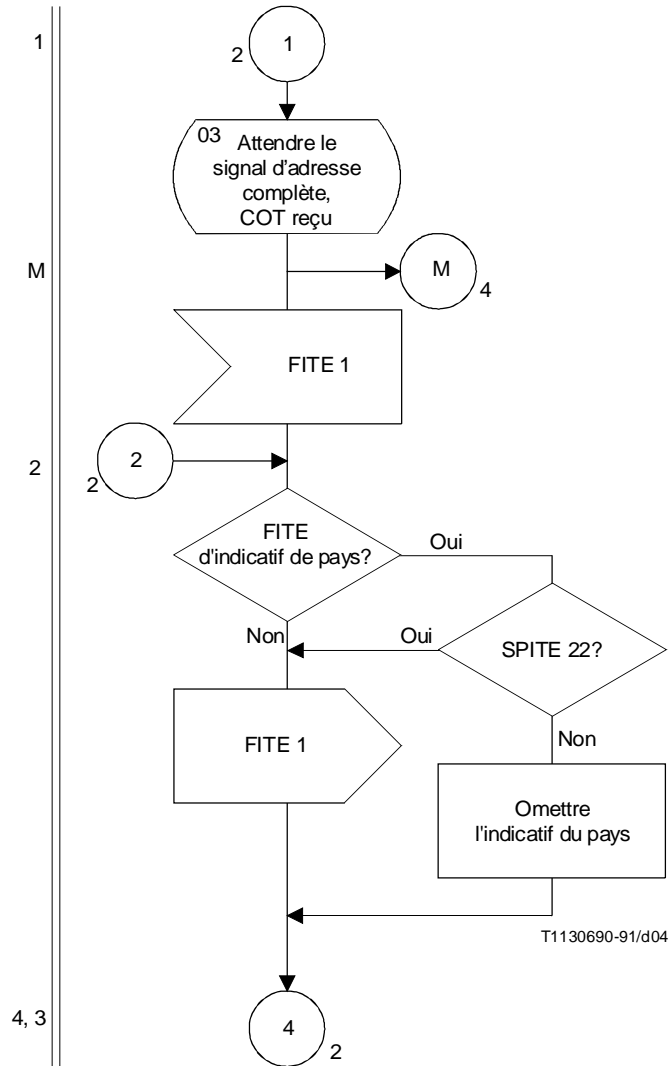 1
2
1
03
Attendre le
signal d'adresse
complète,
COT reçu
M
M
4
FITE 1
2
2
2
FITE
d'indicatif de pays?
Oui
Non
Oui
SPITE 22?
FITE 1
Non
Omettre
l'indicatif du pays
T1130690-91/d04
4, 3
4
2